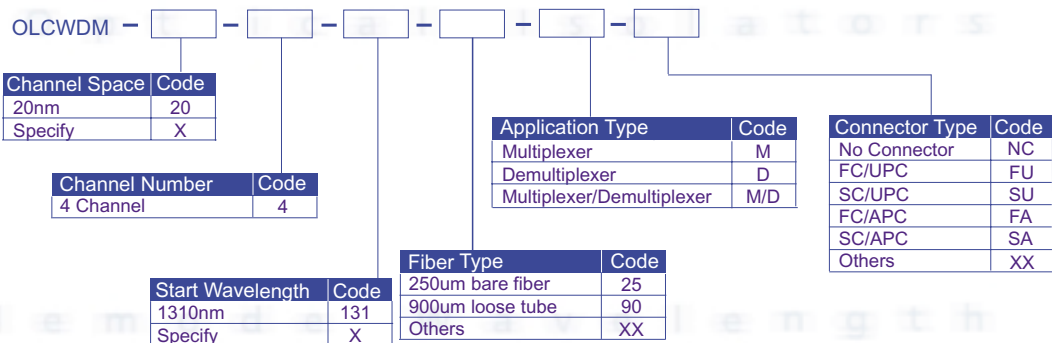 OLCWDM – – – – – –
Optical Isolators
Channel Space Code
20nm 20
Specify X
Channel Number Code
4 Channel 4
Start Wavelength Code
1310nm 131
Specify X
Fiber Type Code
250um bare fiber 25
900um loose tube 90
Others XX
Application Type Code
Multiplexer M
Demultiplexer D
Multiplexer/Demultiplexer M/D
Connector Type Code
No Connector NC
FC/UPC FU
SC/UPC SU
FC/APC FA
SC/APC SA
Others XX